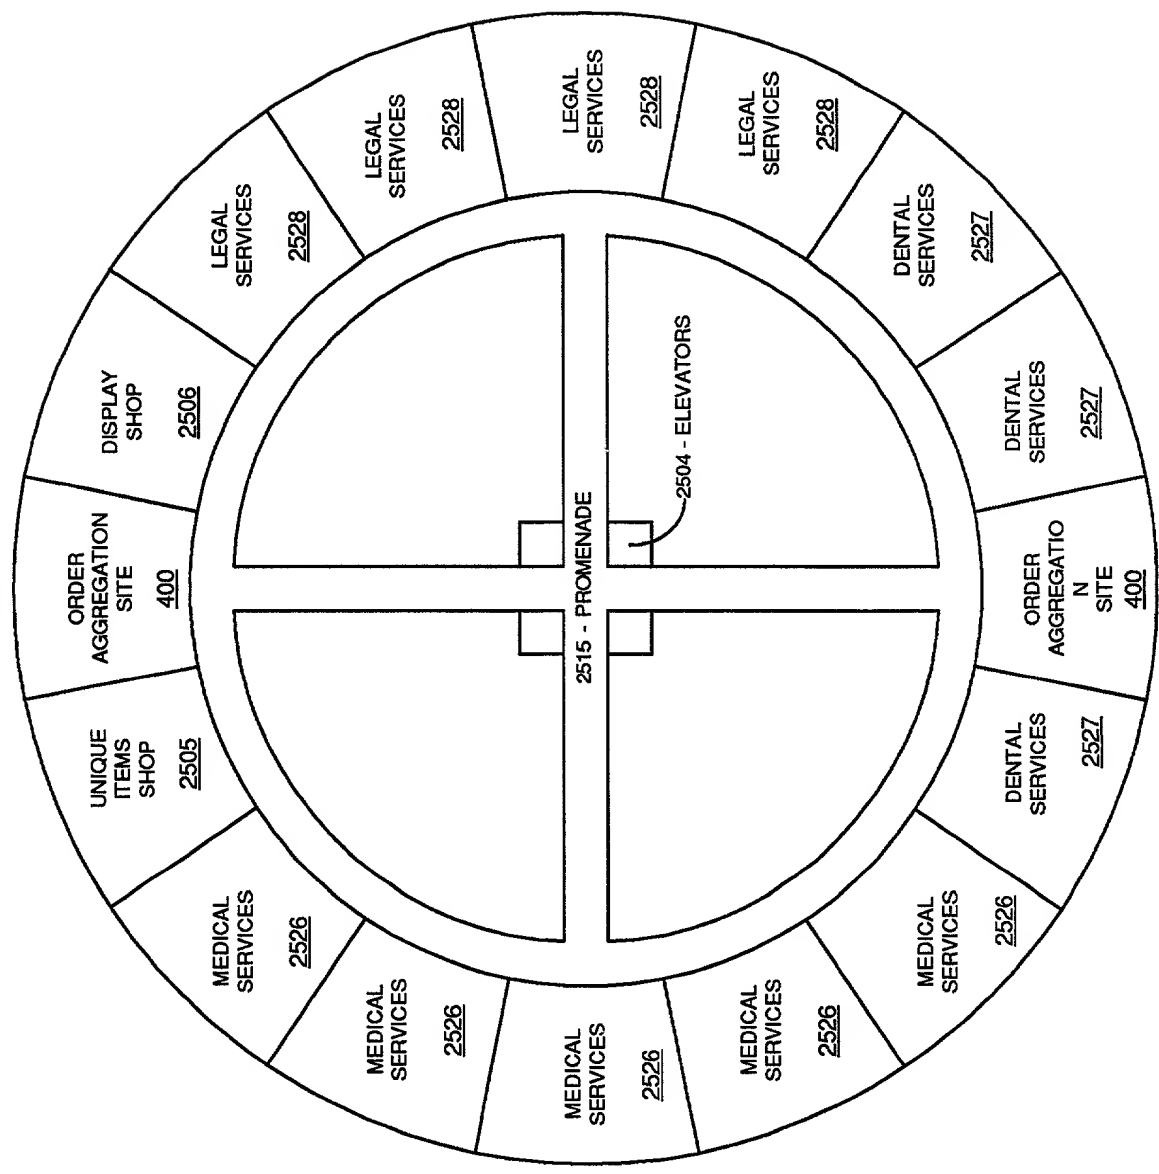 LEGAL
SERVICES
2528
LEGAL
SERVICES
2528
LEGAL
SERVICES
2528
LEGAL
SERVICES
2528
DENTAL
SERVICES
2527
DENTAL
SERVICES
2527
ORDER
AGGREGATIO
N
SITE
400
DENTAL
SERVICES
2527
MEDICAL
SERVICES
2526
MEDICAL
SERVICES
2526
MEDICAL
SERVICES
2526
MEDICAL
SERVICES
2526
MEDICAL
SERVICES
2526
UNIQUE
ITEMS
SHOP
2505
ORDER
AGGREGATION
SITE
400
DISPLAY
SHOP
2506
2515 - PROMENADE
2504 - ELEVATORS